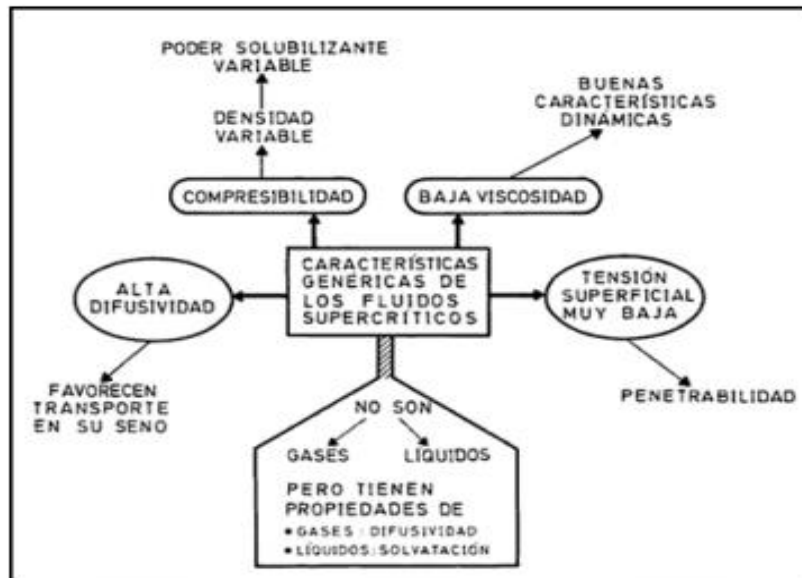 PODER SOLUBILIZANTE
VARIABLE
DENSIDAD
VARIABLE
COMPRESIBILIDAD
BUENAS
CARACTERÍSTICAS
DINÁMICAS
BAJA VISCOSIDAD
CARACTERÍSTICAS
GENÉRICAS DE
LOS FLUIDOS
SUPERCRÍTICOS
ALTA
DIFUSIVIDAD
FAVORECEN
TRANSPORTE
EN SU SENO
TENSIÓN
SUPERFICIAL
MUY BAJA
PENETRABILIDAD
NO SON
GASES
LÍQUIDOS
PERO TIENEN
PROPIEDADES DE
• GASES: DIFUSIVIDAD
• LÍQUIDOS: SOLVATACIÓN